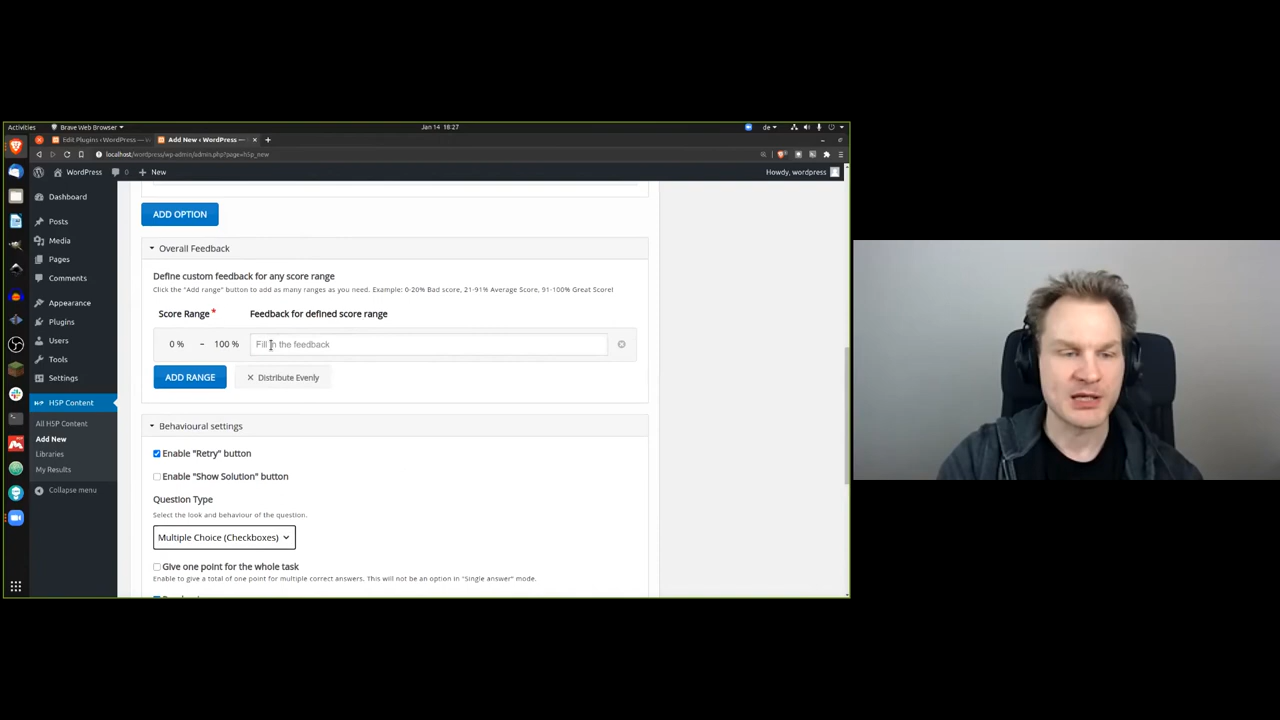 Activities
Brave Web Browser
Jan 14 18:27
de
Edit Plugins ‹ WordPress —
Add New ‹ WordPress —
localhost/wordpress/wp-admin/admin.php?page=h5p_new
WordPress
0
New
Howdy, wordpress
Dashboard
Posts
Media
Pages
Comments
Appearance
Plugins
Users
Tools
Settings
H5P Content
All H5P Content
Add New
Libraries
My Results
Collapse menu
ADD OPTION
Overall Feedback
Define custom feedback for any score range
Click the "Add range" button to add as many ranges as you need. Example: 0-20% Bad score, 21-91% Average Score, 91-100% Great Score!
Score Range*
Feedback for defined score range
0 % – 100 %
Fill in the feedback
ADD RANGE
Distribute Evenly
Behavioural settings
Enable "Retry" button
Enable "Show Solution" button
Question Type
Select the look and behaviour of the question.
Multiple Choice (Checkboxes)
Give one point for the whole task
Enable to give a total of one point for multiple correct answers. This will not be an option in "Single answer" mode.